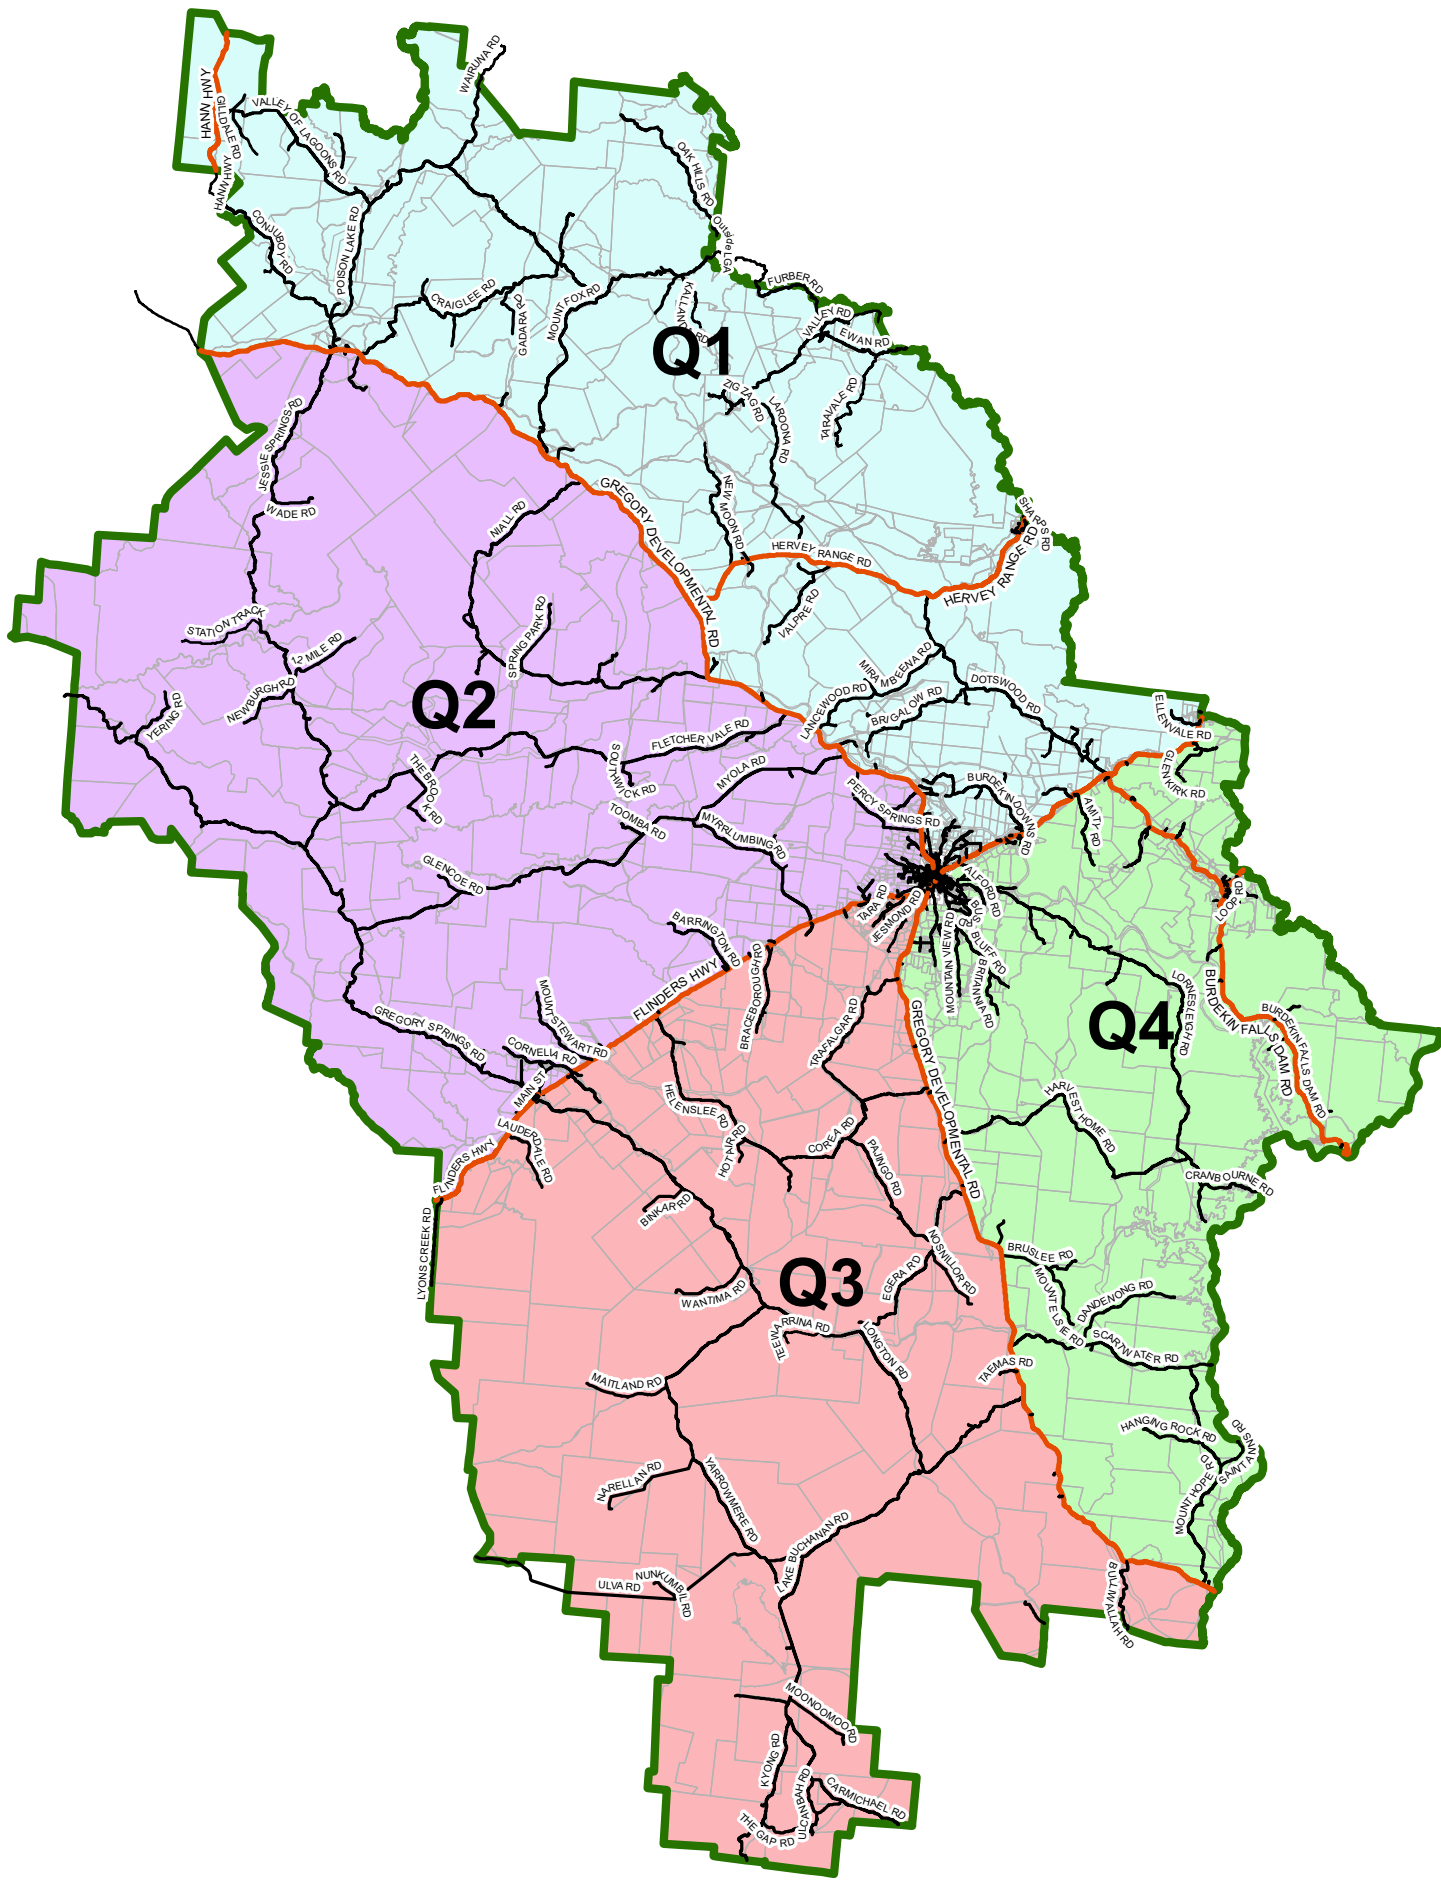 WAIRUNA RD
HANN HWY
GILLDALE RD
VALLEY OF LAGOONS RD
HANN HWY
OAK HILLS RD
CONJUBOY RD
POISON LAKE RD
Outside LGA
CRAIGLEE RD
GADARA RD
MOUNT FOX RD
FURBER RD
VALLEY RD
EWAN RD
Q1
ZIG ZAG RD
LAROONA RD
TARAVALE RD
JESSIE SPRINGS RD
WADE RD
NIALL RD
GREGORY DEVELOPMENTAL RD
NEW MOON RD
HERVEY RANGE RD
SHARPS RD
HERVEY RANGE RD
VALPRE RD
STATION TRACK
SPRING PARK RD
12 MILE RD
NEWBURGH RD
YERING RD
Q2
MIRAMBEENA RD
LANCEWOOD RD
BRIGALOW RD
DOTSWOOD RD
ELLENVALE RD
GLENKIRK RD
FLETCHER VALE RD
SOUTHWICK RD
THE BROOK RD
MYOLA RD
PERCY SPRINGS RD
BURDEKIN DOWNS RD
AMITY RD
TOOMBA RD
MYRRLUMBING RD
GLENCOE RD
ALFORD RD
TARA RD
JESMOND RD
LOOP RD
BUS BLUFF RD
MOUNTAIN VIEW RD
BRITANNIA RD
BARRINGTON RD
BRACEBOROUGH RD
FLINDERS HWY
MOUNT STEWART RD
GREGORY SPRINGS RD
CORNELIA RD
MAIN ST
TRAFALGAR RD
GREGORY DEVELOPMENTAL RD
LORNESLEIGH RD
Q4
BURDEKIN FALLS DAM RD
BURDEKIN FALLS DAM RD
HARVEST HOME RD
HELENSLEE RD
HOTAIR RD
COREA RD
PAJINGO RD
LAUDERDALE RD
FLINDERS HWY
LYONS CREEK RD
BINKAR RD
CRANBOURNE RD
NOSNILLOR RD
BRUSLEE RD
MOUNT ELSIE RD
DANDENONG RD
SCARTWATER RD
Q3
WANTIMA RD
EGERA RD
TEEWARRINA RD
LONGTON RD
TAEMAS RD
MAITLAND RD
HANGING ROCK RD
SAINT ANNS RD
MOUNT HOPE RD
NARELLAN RD
YARROWMERE RD
LAKE BUCHANAN RD
ULVA RD
NUNKUMBIL RD
BULLIWALLAH RD
MOONOOMOO RD
KYONG RD
ULCANBAH RD
CARMICHAEL RD
THE GAP RD